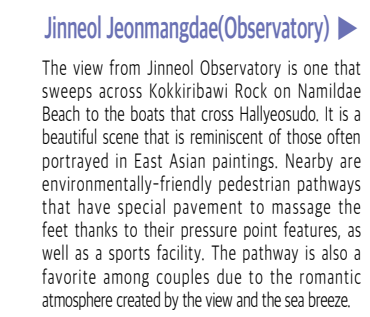 Jinneol Jeonmangdae(Observatory) ▶
The view from Jinneol Observatory is one that
sweeps across Kokkiribawi Rock on Namildae
Beach to the boats that cross Hallyeosudo. It is a
beautiful scene that is reminiscent of those often
portrayed in East Asian paintings. Nearby are
environmentally-friendly pedestrian pathways
that have special pavement to massage the
feet thanks to their pressure point features, as
well as a sports facility. The pathway is also a
favorite among couples due to the romantic
atmosphere created by the view and the sea breeze.